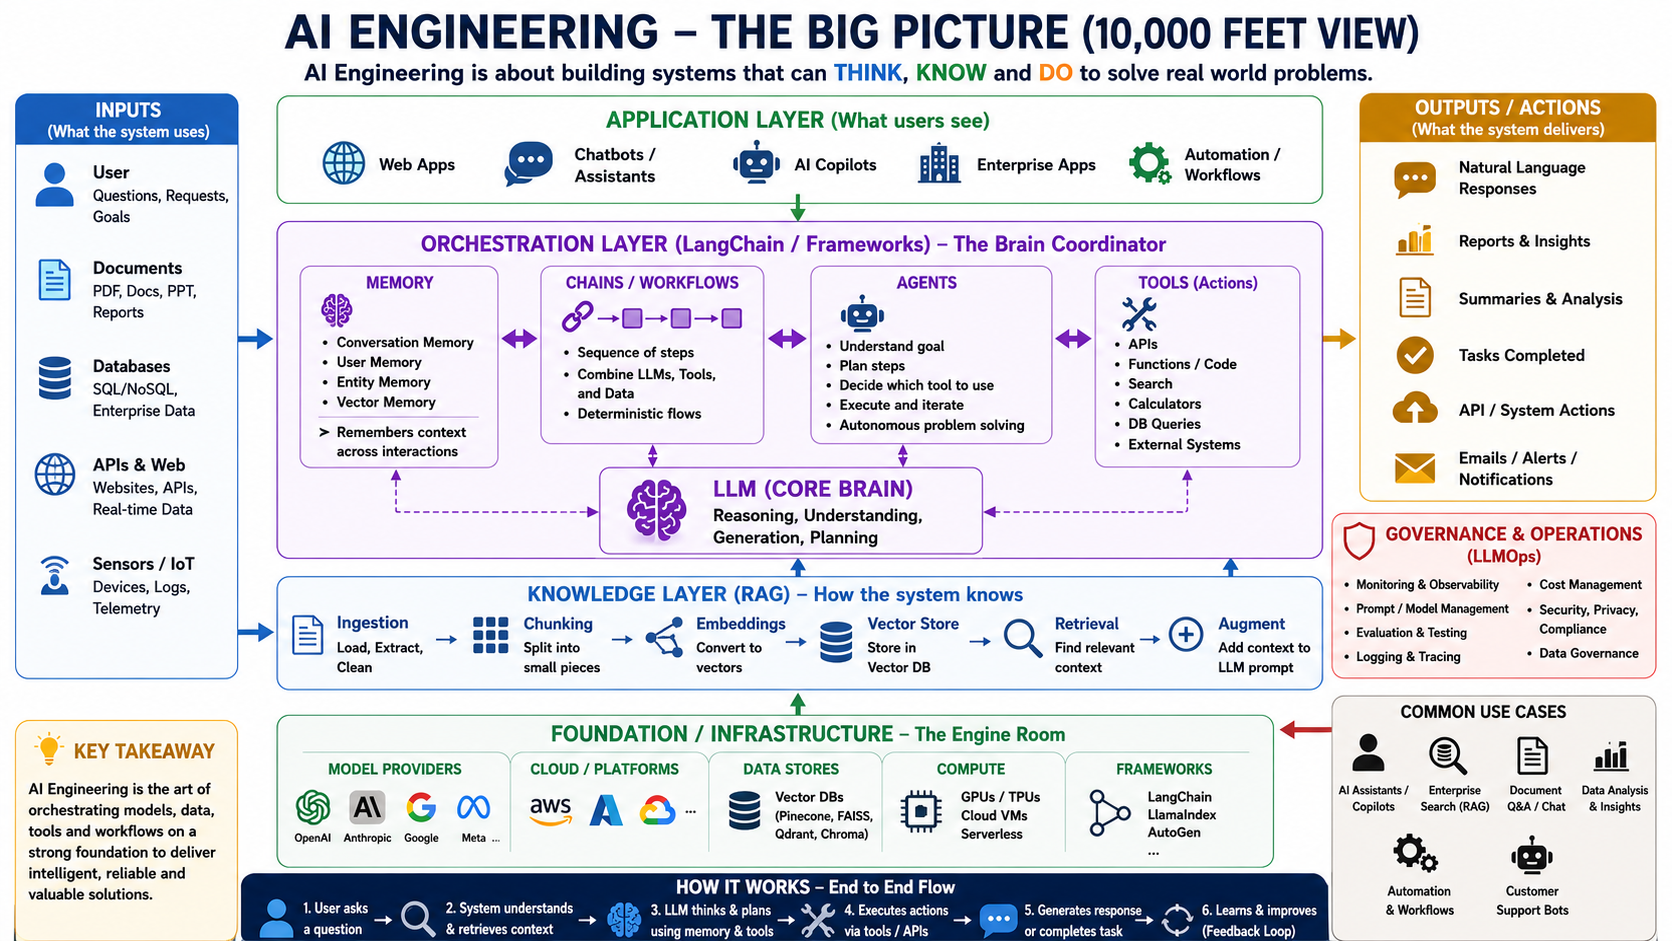 AI ENGINEERING – THE BIG PICTURE (10,000 FEET VIEW)
AI Engineering is about building systems that can THINK, KNOW and DO to solve real world problems.
INPUTS
(What the system uses)
User
Questions, Requests,
Goals
Documents
PDF, Docs, PPT,
Reports
Databases
SQL/NoSQL,
Enterprise Data
APIs & Web
Websites, APIs,
Real-time Data
Sensors / IoT
Devices, Logs,
Telemetry
KEY TAKEAWAY
AI Engineering is the art of
orchestrating models, data,
tools and workflows on a
strong foundation to deliver
intelligent, reliable and
valuable solutions.
APPLICATION LAYER (What users see)
Web Apps
Chatbots /
Assistants
AI Copilots
Enterprise Apps
Automation /
Workflows
ORCHESTRATION LAYER (LangChain / Frameworks) – The Brain Coordinator
MEMORY
• Conversation Memory
• User Memory
• Entity Memory
• Vector Memory
➢ Remembers context
across interactions
CHAINS / WORKFLOWS
• Sequence of steps
• Combine LLMs, Tools,
and Data
• Deterministic flows
AGENTS
• Understand goal
• Plan steps
• Decide which tool to use
• Execute and iterate
• Autonomous problem solving
TOOLS (Actions)
• APIs
• Functions / Code
• Search
• Calculators
• DB Queries
• External Systems
LLM (CORE BRAIN)
Reasoning, Understanding,
Generation, Planning
KNOWLEDGE LAYER (RAG) – How the system knows
Ingestion
Load, Extract,
Clean
Chunking
Split into
small pieces
Embeddings
Convert to
vectors
Vector Store
Store in
Vector DB
Retrieval
Find relevant
context
Augment
Add context to
LLM prompt
FOUNDATION / INFRASTRUCTURE – The Engine Room
MODEL PROVIDERS
OpenAI
AI
Anthropic
Google
Meta ...
CLOUD / PLATFORMS
aws
...
DATA STORES
Vector DBs
(Pinecone, FAISS,
Qdrant, Chroma)
COMPUTE
GPUs / TPUs
Cloud VMs
Serverless
FRAMEWORKS
LangChain
LlamaIndex
AutoGen
...
OUTPUTS / ACTIONS
(What the system delivers)
Natural Language
Responses
Reports & Insights
Summaries & Analysis
Tasks Completed
API / System Actions
Emails / Alerts /
Notifications
GOVERNANCE & OPERATIONS
(LLMOps)
• Monitoring & Observability
• Prompt / Model Management
• Evaluation & Testing
• Logging & Tracing
• Cost Management
• Security, Privacy,
Compliance
• Data Governance
COMMON USE CASES
AI Assistants /
Copilots
Enterprise
Search (RAG)
Document
Q&A / Chat
Data Analysis
& Insights
Automation
& Workflows
Customer
Support Bots
HOW IT WORKS – End to End Flow
1. User asks
a question
2. System understands
& retrieves context
3. LLM thinks & plans
using memory & tools
4. Executes actions
via tools / APIs
5. Generates response
or completes task
6. Learns & improves
(Feedback Loop)